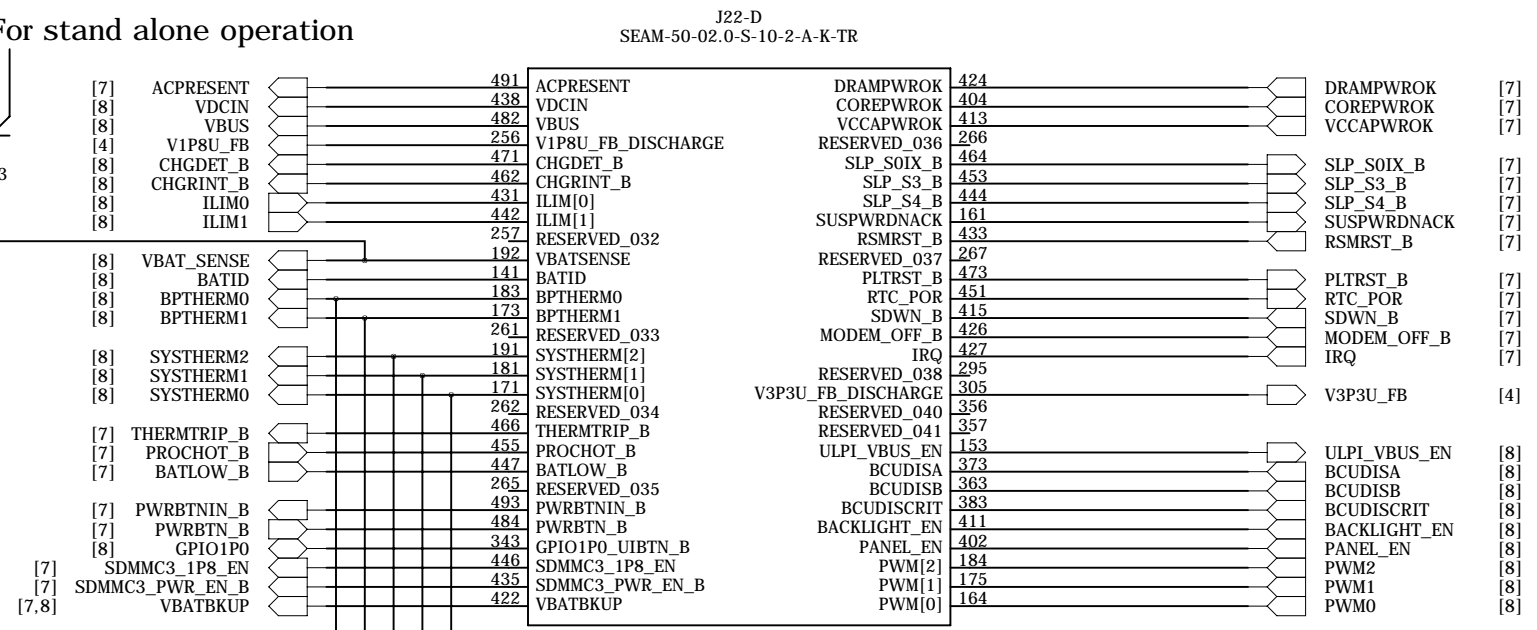 For stand alone operation
J22-D
SEAM-50-02.0-S-10-2-A-K-TR
3
[7] ACPRESENT 491 ACPRESENT DRAMPWROK 424 DRAMPWROK [7]
[8] VDCIN 438 VDCIN COREPWROK 404 COREPWROK [7]
[8] VBUS 482 VBUS VCCAPWROK 413 VCCAPWROK [7]
[4] V1P8U_FB 256 V1P8U_FB_DISCHARGE RESERVED_036 266
[8] CHGDET_B 471 CHGDET_B SLP_S0IX_B 464 SLP_S0IX_B [7]
[8] CHGRINT_B 462 CHGRINT_B SLP_S3_B 453 SLP_S3_B [7]
[8] ILIM0 431 ILIM[0] SLP_S4_B 444 SLP_S4_B [7]
[8] ILIM1 442 ILIM[1] SUSPWRDNACK 161 SUSPWRDNACK [7]
257 RESERVED_032 RSMRST_B 433 RSMRST_B [7]
[8] VBAT_SENSE 192 VBATSENSE RESERVED_037 267
[8] BATID 141 BATID PLTRST_B 473 PLTRST_B [7]
[8] BPTHERM0 183 BPTHERM0 RTC_POR 451 RTC_POR [7]
[8] BPTHERM1 173 BPTHERM1 SDWN_B 415 SDWN_B [7]
261 RESERVED_033 MODEM_OFF_B 426 MODEM_OFF_B [7]
[8] SYSTHERM2 191 SYSTHERM[2] IRQ 427 IRQ [7]
[8] SYSTHERM1 181 SYSTHERM[1] RESERVED_038 295
[8] SYSTHERM0 171 SYSTHERM[0] V3P3U_FB_DISCHARGE 305 V3P3U_FB [4]
262 RESERVED_034 RESERVED_040 356
[7] THERMTRIP_B 466 THERMTRIP_B RESERVED_041 357
[7] PROCHOT_B 455 PROCHOT_B ULPI_VBUS_EN 153 ULPI_VBUS_EN [8]
[7] BATLOW_B 447 BATLOW_B BCUDISA 373 BCUDISA [8]
265 RESERVED_035 BCUDISB 363 BCUDISB [8]
[7] PWRBTNIN_B 493 PWRBTNIN_B BCUDISCRIT 383 BCUDISCRIT [8]
[7] PWRBTN_B 484 PWRBTN_B BACKLIGHT_EN 411 BACKLIGHT_EN [8]
[8] GPIO1P0 343 GPIO1P0_UIBTN_B PANEL_EN 402 PANEL_EN [8]
[7] SDMMC3_1P8_EN 446 SDMMC3_1P8_EN PWM[2] 184 PWM2 [8]
[7] SDMMC3_PWR_EN_B 435 SDMMC3_PWR_EN_B PWM[1] 175 PWM1 [8]
[7,8] VBATBKUP 422 VBATBKUP PWM[0] 164 PWM0 [8]